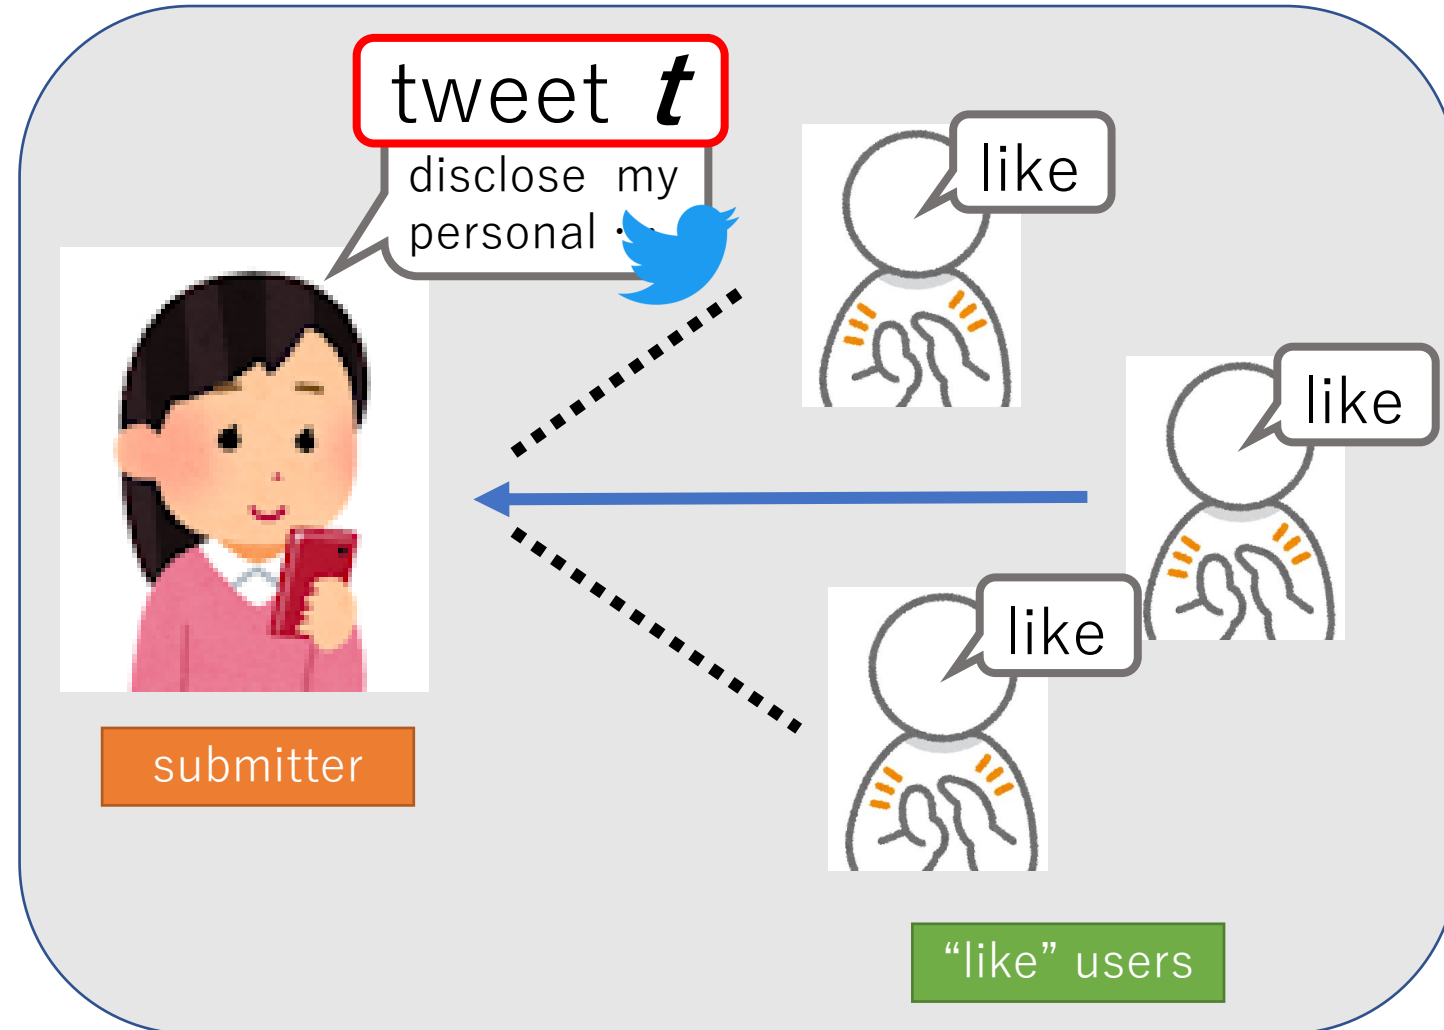 tweet t
disclose my
personal
like
like
like
submitter
“like” users